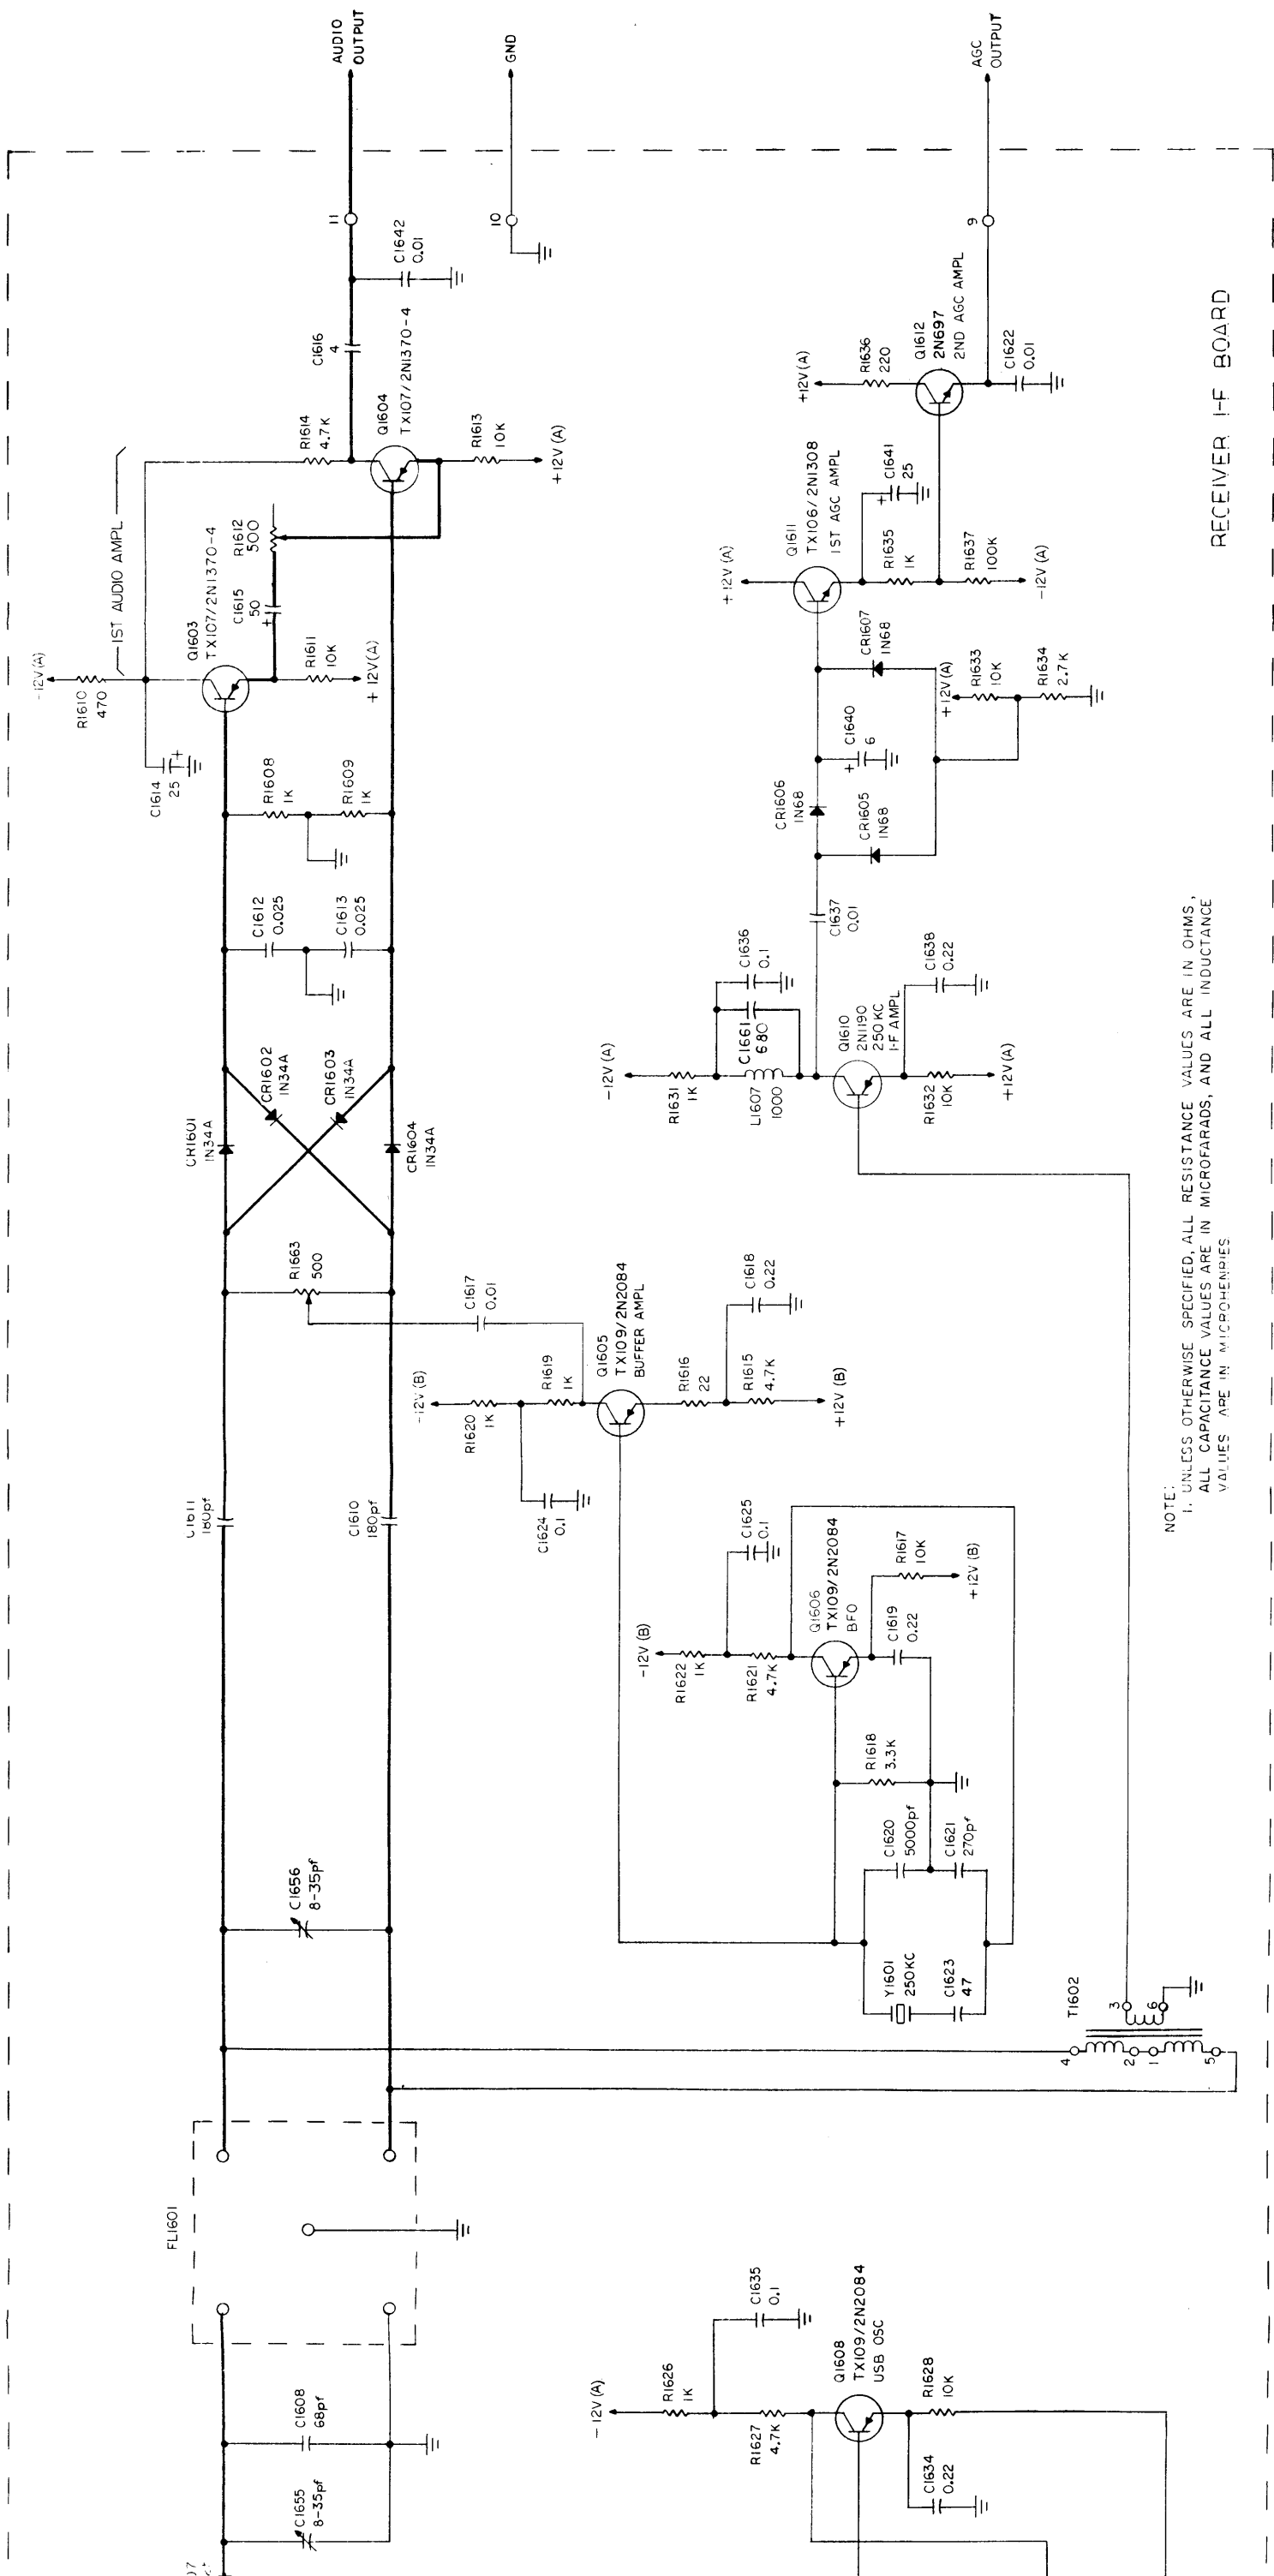 AUDIO
OUTPUT
GND
AGC
OUTPUT
11
10
9
C1642
0.01
C1616
4
R1614
4.7K
Q1604
TX107/2N1370-4
R1613
10K
+12V(A)
1ST AUDIO AMPL
R1612
500
C1615
50
+
Q1603
TX107/2N1370-4
R1611
10K
+12V(A)
-12V(A)
R1610
470
C1614
25
+
R1608
1K
R1609
1K
C1612
0.025
C1613
0.025
CR1602
1N34A
CR1603
1N34A
CR1601
1N34A
CR1604
1N34A
R1663
500
C1617
0.01
C1611
180pf
C1610
180pf
C1656
8-35pf
+12V(A)
R1636
220
Q1612
2N697
2ND AGC AMPL
C1622
0.01
Q1611
TX106/2N1308
1ST AGC AMPL
+12V(A)
C1641
25
+
R1635
1K
R1637
100K
-12V(A)
CR1607
1N68
C1640
6
+
CR1606
1N68
CR1605
1N68
+12V(A)
R1633
10K
R1634
2.7K
C1637
0.01
C1636
0.1
C1661
680
-12V(A)
R1631
1K
L1607
1000
Q1610
2N1190
250 KC
I-F AMPL
C1638
0.22
R1632
10K
+12V(A)
RECEIVER I-F BOARD
-12V(B)
R1620
1K
R1619
1K
Q1605
TX109/2N2084
BUFFER AMPL
R1616
22
R1615
4.7K
C1618
0.22
+12V(B)
C1624
0.1
C1625
0.1
-12V(B)
R1622
1K
R1621
4.7K
Q1606
TX109/2N2084
BFO
C1619
0.22
R1617
10K
+12V(B)
R1618
3.3K
C1620
5000pf
C1621
270pf
Y1601
250KC
C1623
47
T1602
3
6
4
2
1
5
NOTE:
1. UNLESS OTHERWISE SPECIFIED, ALL RESISTANCE VALUES ARE IN OHMS,
ALL CAPACITANCE VALUES ARE IN MICROFARADS, AND ALL INDUCTANCE
VALUES ARE IN MICROHENRIES
FL1601
C1608
68pf
C1655
8-35pf
-12V(A)
R1626
1K
C1635
0.1
R1627
4.7K
Q1608
TX109/2N2084
USB OSC
R1628
10K
C1634
0.22